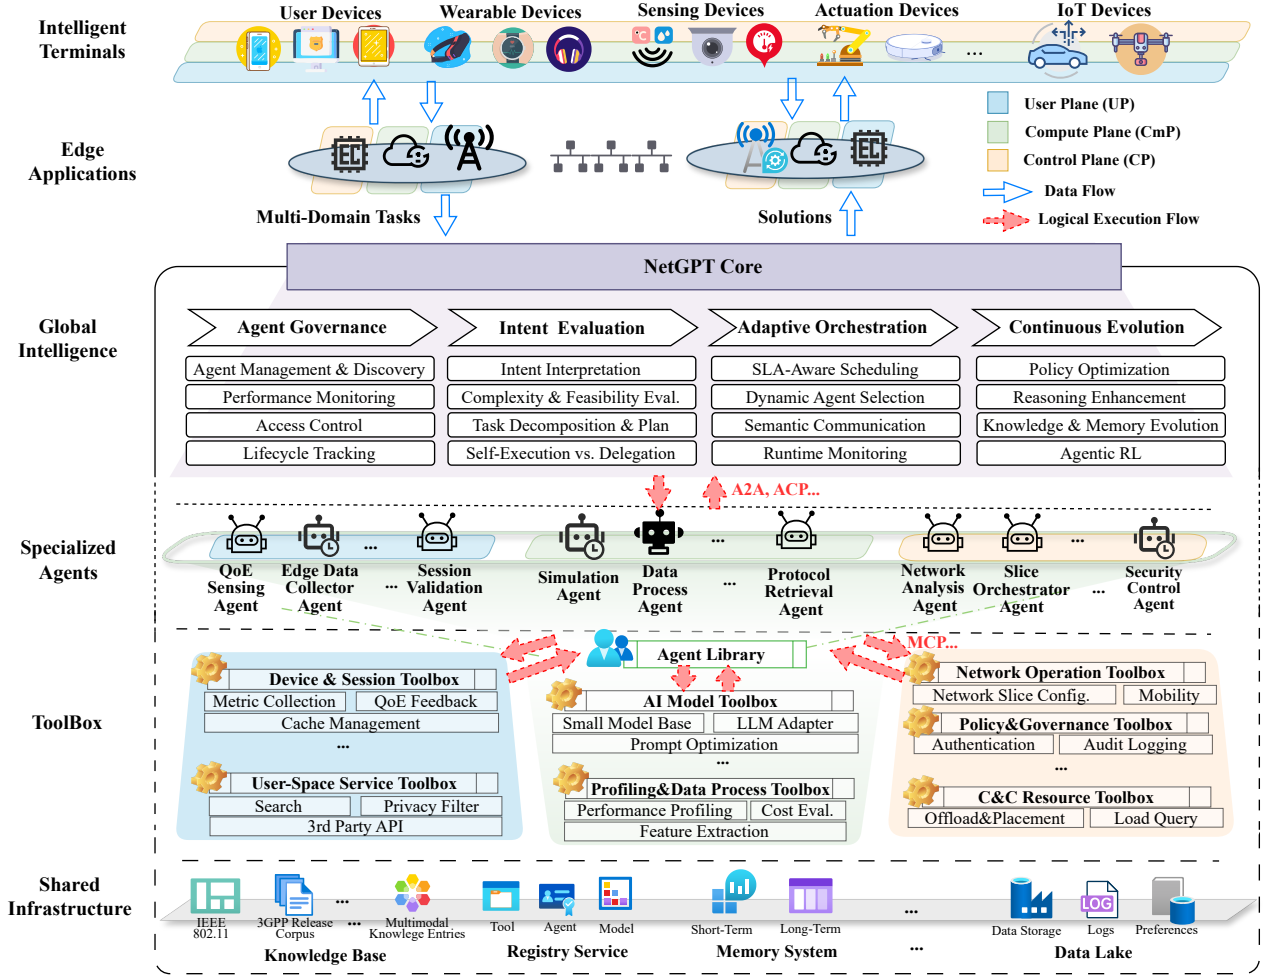 Intelligent
Terminals
User Devices
Wearable Devices
Sensing Devices
Actuation Devices
IoT Devices
...
°C
Edge
Applications
EC
EC
User Plane (UP)
Compute Plane (CmP)
Control Plane (CP)
Data Flow
Logical Execution Flow
Multi-Domain Tasks
Solutions
NetGPT Core
Global
Intelligence
Agent Governance
Agent Management & Discovery
Performance Monitoring
Access Control
Lifecycle Tracking
Intent Evaluation
Intent Interpretation
Complexity & Feasibility Eval.
Task Decomposition & Plan
Self-Execution vs. Delegation
Adaptive Orchestration
SLA-Aware Scheduling
Dynamic Agent Selection
Semantic Communication
Runtime Monitoring
Continuous Evolution
Policy Optimization
Reasoning Enhancement
Knowledge & Memory Evolution
Agentic RL
A2A, ACP...
Specialized
Agents
...
QoE
Sensing
Agent
Edge Data
Collector
Agent
...
Session
Validation
Agent
...
Simulation
Agent
Data
Process
Agent
...
Protocol
Retrieval
Agent
...
Network
Analysis
Agent
Slice
Orchestrator
Agent
...
Security
Control
Agent
Agent Library
MCP...
ToolBox
Device & Session Toolbox
Metric Collection
QoE Feedback
Cache Management
...
User-Space Service Toolbox
Search
Privacy Filter
3rd Party API
AI Model Toolbox
Small Model Base
LLM Adapter
Prompt Optimization
...
Profiling&Data Process Toolbox
Performance Profiling
Cost Eval.
Feature Extraction
Network Operation Toolbox
Network Slice Config.
Mobility
Policy&Governance Toolbox
Authentication
Audit Logging
...
C&C Resource Toolbox
Offload&Placement
Load Query
Shared
Infrastructure
IEEE
802.11
3GPP Release
Corpus
...
...
Multimodal
Knowlege Entries
Knowledge Base
Tool
Agent
Model
Registry Service
Short-Term
Long-Term
Memory System
...
...
Data Storage
LOG
Logs
Preferences
Data Lake